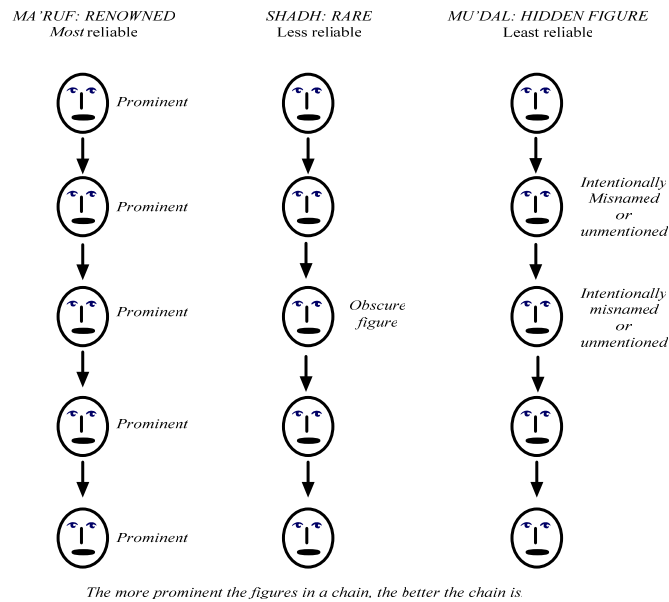 MA'RUF: RENOWNED
Most reliable
SHADH: RARE
Less reliable
MU'DAL: HIDDEN FIGURE
Least reliable
Prominent
Prominent
Intentionally
Misnamed
or
unmentioned
Prominent
Obscure
figure
Intentionally
misnamed
or
unmentioned
Prominent
Prominent
The more prominent the figures in a chain, the better the chain is